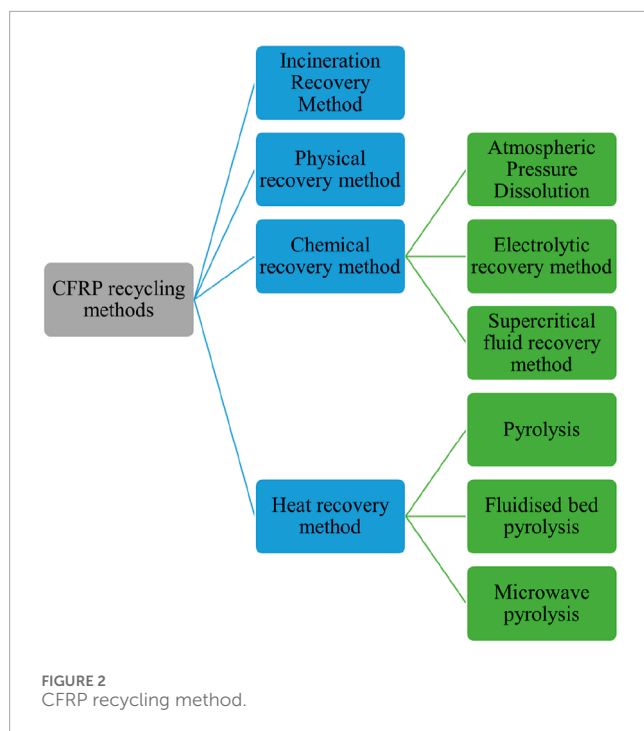 Incineration
Recovery
Method
Physical
recovery method
Chemical
recovery method
Atmospheric
Pressure
Dissolution
Electrolytic
recovery method
Supercritical
fluid recovery
method
CFRP recycling
methods
Heat recovery
method
Pyrolysis
Fluidised bed
pyrolysis
Microwave
pyrolysis
FIGURE 2
CFRP recycling method.